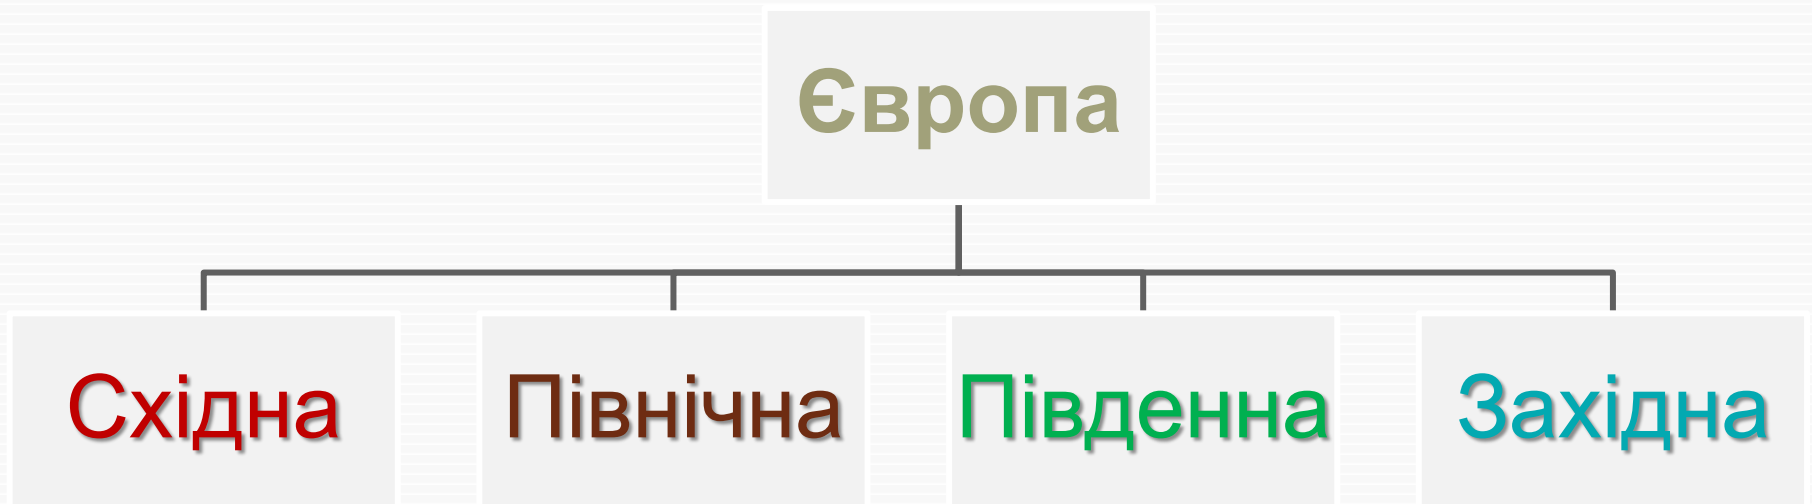 Європа
Східна
Північна
Південна
Західна